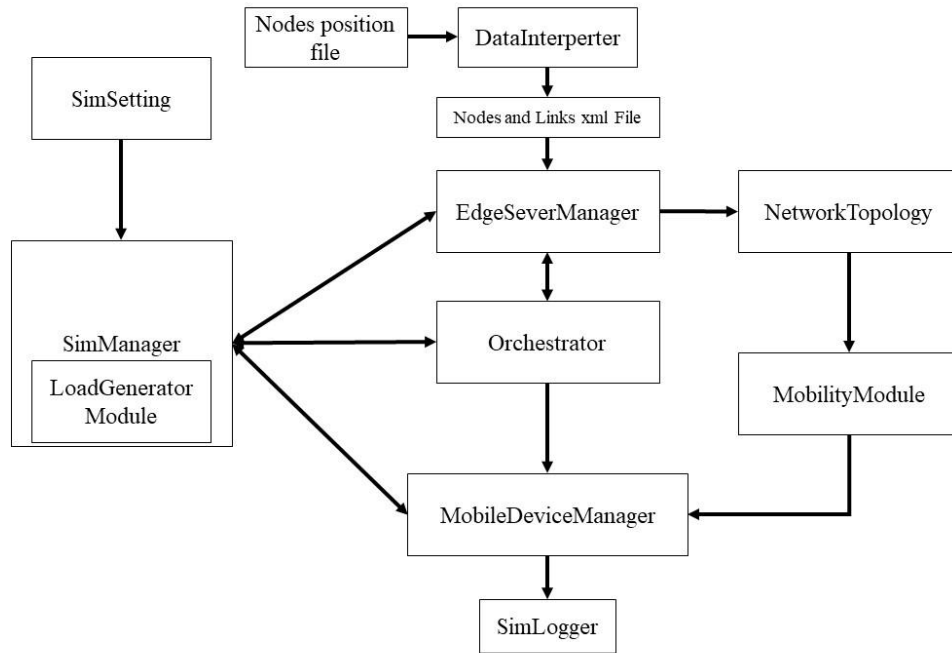 Nodes position
file
DataInterperter
SimSetting
Nodes and Links xml File
EdgeSeverManager
NetworkTopology
SimManager
LoadGenerator
Module
Orchestrator
MobilityModule
MobileDeviceManager
SimLogger